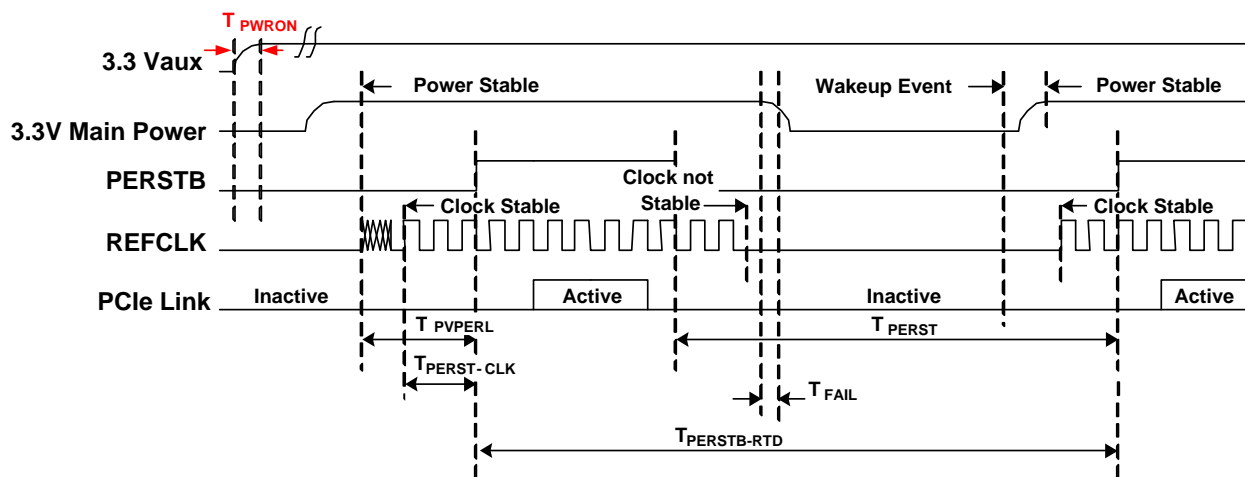 T PWRON
3.3 Vaux
Power Stable
Wakeup Event
Power Stable
3.3V Main Power
PERSTB
Clock not
Stable
Clock Stable
Clock Stable
REFCLK
PCIe Link
Inactive
Active
Inactive
Active
T PVPERL
T PERST
TPERST-CLK
T FAIL
TPERSTB-RTD